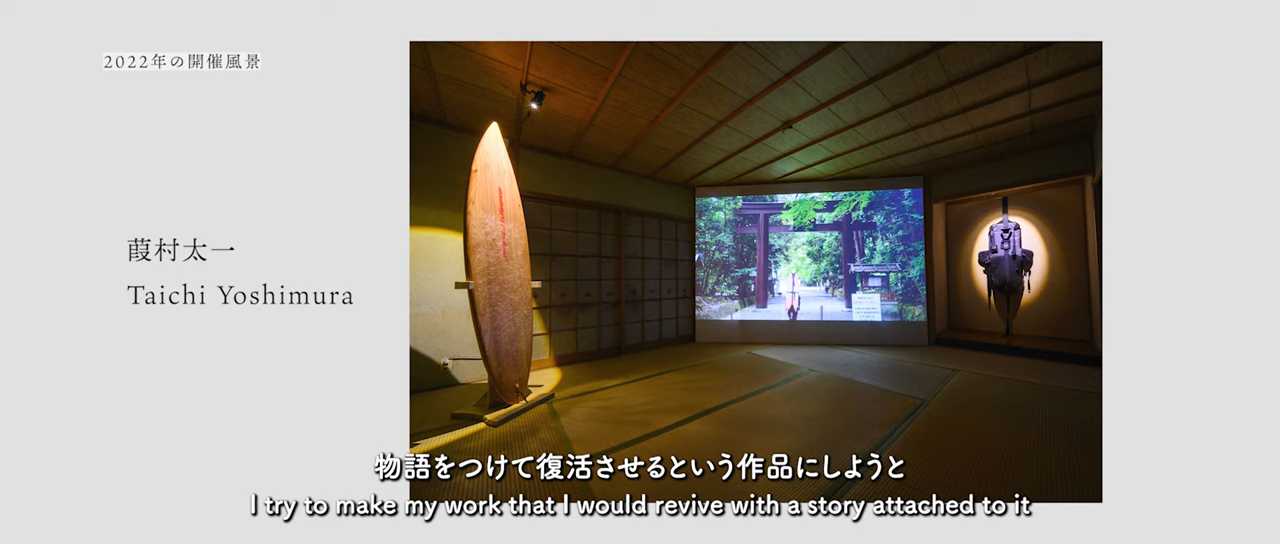 2022年の開催風景
葭村太一
Taichi Yoshimura
物語をつけて復活させるという作品にしようと
I try to make my work that I would revive with a story attached to it